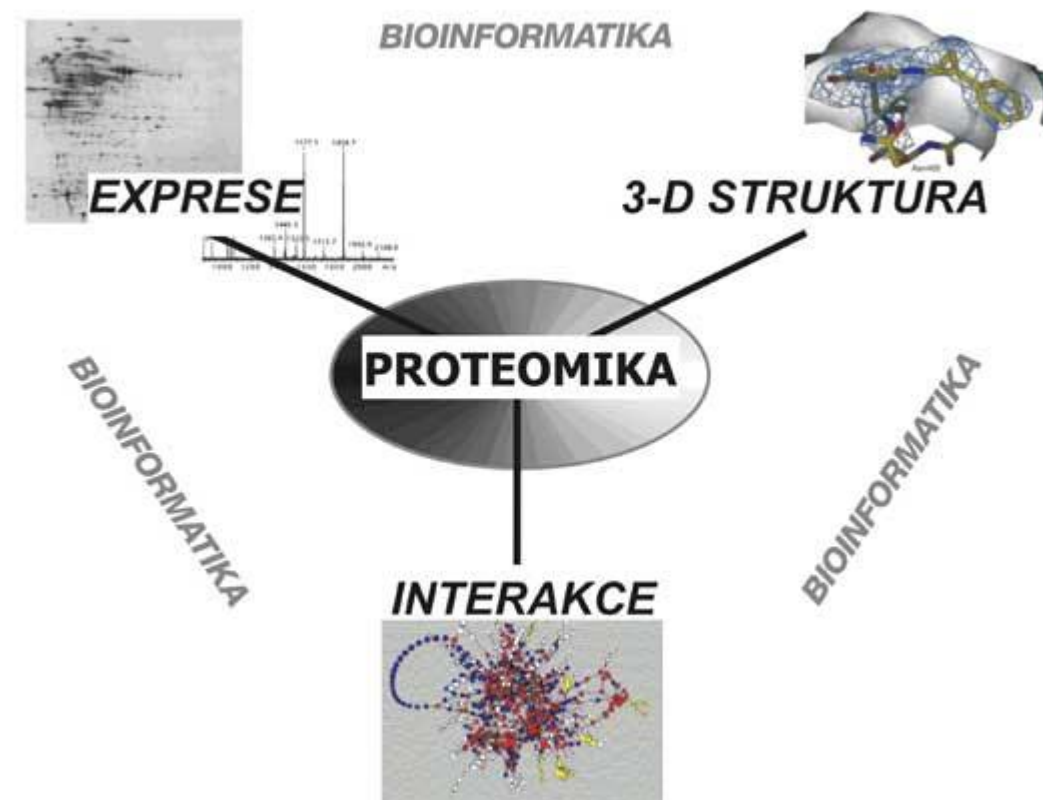 BIOINFORMATIKA
EXPRESE
3-D STRUKTURA
PROTEOMIKA
BIOINFORMATIKA
BIOINFORMATIKA
INTERAKCE